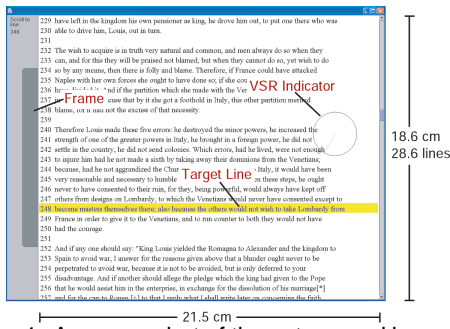 Scroll to line: 248
229 have left in the kingdom his own pensioner as king, he drove him out, to put one there who was
230 able to drive him, Louis, out in turn.
231
232 The wish to acquire is in truth very natural and common, and men always do so when they
233 can, and for this they will be praised not blamed; but when they cannot do so, yet wish to do
234 so by any means, then there is folly and blame. Therefore, if France could have attacked
235 Naples with her own forces she ought to have done so; if she cou
236 if the partition which she made with the Ve
cuse that by it she got a foothold in Italy, this other partition merited
238 blame, for it had not the excuse of that necessity.
239
240 Therefore Louis made these five errors: he destroyed the minor powers, he increased the
241 strength of one of the greater powers in Italy, he brought in a foreign power, he did not
242 settle in the country, he did not send colonies. Which errors, had he lived, were not enough
243 to injure him had he not made a sixth by taking away their dominions from the Venetians;
244 because, had he not aggrandized the Chur Italy, it would have been
245 very reasonable and necessary to humble en these steps, he ought
246 never to have consented to their ruin, for they, being powerful, would always have kept off
247 others from designs on Lombardy, to which the Venetians would never have consented except to
248 become masters themselves there; also because the others would not wish to take Lombardy from
249 France in order to give it to the Venetians, and to run counter to both they would not have
250 had the courage.
251
252 And if any one should say: "King Louis yielded the Romagna to Alexander and the kingdom to
253 Spain to avoid war, I answer for the reasons given above that a blunder ought never to be
254 perpetrated to avoid war, because it is not to be avoided, but is only deferred to your
255 disadvantage. And if another should allege the pledge which the king had given to the Pope
256 that he would assist him in the enterprise, in exchange for the dissolution of his marriage[*]
257 and for the cap to Rouen,[+] to that I reply what I shall write later on concerning the faith
Frame
VSR Indicator
Target Line
18.6 cm
28.6 lines
21.5 cm